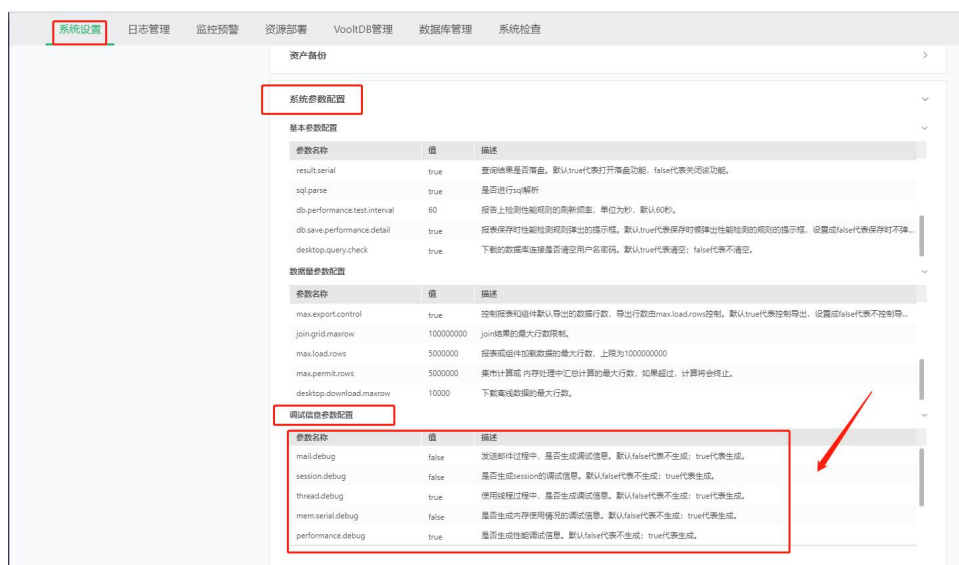 系统设置 日志管理 监控预警 资源部署 VooltDB管理 数据库管理 系统检查
资产备份
系统参数配置
基本参数配置
参数名称 值 描述
result.serial true 查询结果是否落盘。默认true代表打开落盘功能，false代表关闭该功能。
sql.parse true 是否进行sql解析
db.performance.test.interval 60 报告上检测性能规则的刷新频率，单位为秒，默认60秒。
db.save.performance.detail true 报表保存时性能检测规则弹出的提示框。默认true代表保存时候弹出性能检测的规则的提示框，设置成false代表保存时不弹...
desktop.query.check true 下载的数据库连接是否清空用户名密码。默认true代表清空；false代表不清空。
数据量参数配置
参数名称 值 描述
max.export.control true 控制报表和组件默认导出的数据行数，导出行数由max.load.rows控制。默认true代表控制导出，设置成false代表不控制导...
join.grid.maxrow 100000000 join结果的最大行数限制。
max.load.rows 5000000 报表或组件加载数据的最大行数，上限为1000000000
max.permit.rows 5000000 集市计算或 内存处理中汇总计算的最大行数，如果超过，计算将会终止。
desktop.download.maxrow 10000 下载离线数据的最大行数。
调试信息参数配置
参数名称 值 描述
mail.debug false 发送邮件过程中，是否生成调试信息。默认false代表不生成；true代表生成。
session.debug false 是否生成session的调试信息。默认false代表不生成；true代表生成。
thread.debug true 使用线程过程中，是否生成调试信息。默认false代表不生成；true代表生成。
mem.serial.debug false 是否生成内存使用情况的调试信息。默认false代表不生成；true代表生成。
performance.debug true 是否生成性能调试信息。默认false代表不生成；true代表生成。